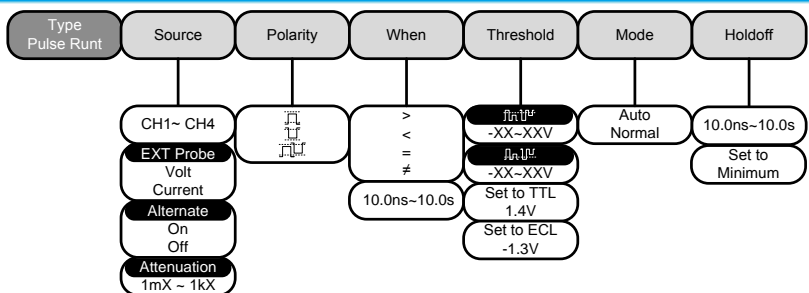 Type
Pulse Runt
Source
Polarity
When
Threshold
Mode
Holdoff
CH1~ CH4
EXT Probe
Volt
Current
Alternate
On
Off
Attenuation
1mX ~ 1kX
>
<
=
≠
10.0ns~10.0s
-XX~XXV
-XX~XXV
Set to TTL
1.4V
Set to ECL
-1.3V
Auto
Normal
10.0ns~10.0s
Set to
Minimum